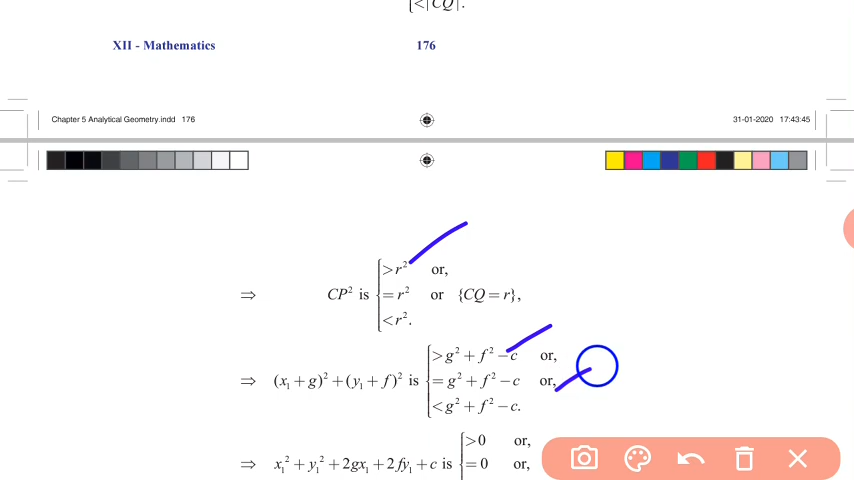 ⎩<|CQ|.
XII - Mathematics 176
Chapter 5 Analytical Geometry.indd 176 31-01-2020 17:43:45
>r² or,
⇒ CP² is =r² or {CQ = r},
<r².
>g² + f² − c or,
⇒ (x₁ + g)² + (y₁ + f)² is = g² + f² − c or,
<g² + f² − c.
>0 or,
⇒ x₁² + y₁² + 2gx₁ + 2fy₁ + c is =0 or,